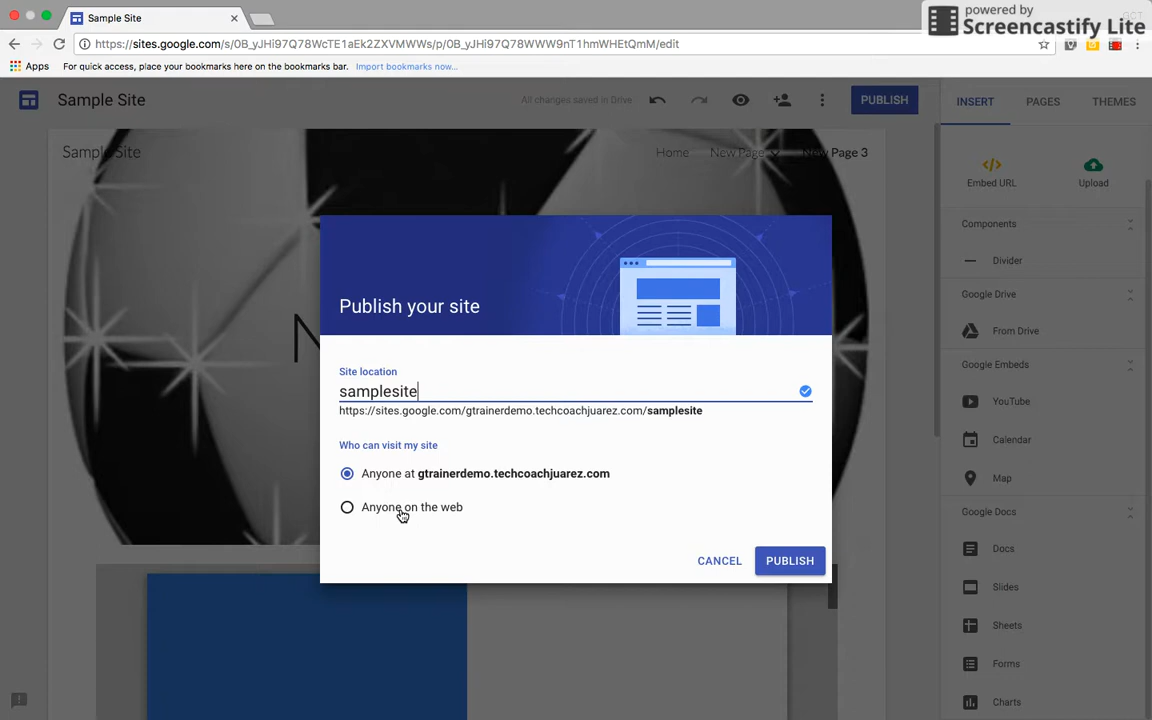 Sample Site
powered by
Screencastify Lite
https://sites.google.com/s/0B_yJHi97Q78WcTE1aEk2ZXVMWWs/p/0B_yJHi97Q78WWW9nT1hmWHEtQmM/edit
Apps
For quick access, place your bookmarks here on the bookmarks bar.
Import bookmarks now...
Sample Site
All changes saved in Drive
PUBLISH
INSERT
PAGES
THEMES
Sample Site
Home
New Page
New Page 3
Embed URL
Upload
Components
Divider
Google Drive
From Drive
Google Embeds
YouTube
Calendar
Map
Google Docs
Docs
Slides
Sheets
Forms
Charts
Publish your site
Site location
samplesite
https://sites.google.com/gtrainerdemo.techcoachjuarez.com/samplesite
Who can visit my site
Anyone at gtrainerdemo.techcoachjuarez.com
Anyone on the web
CANCEL
PUBLISH